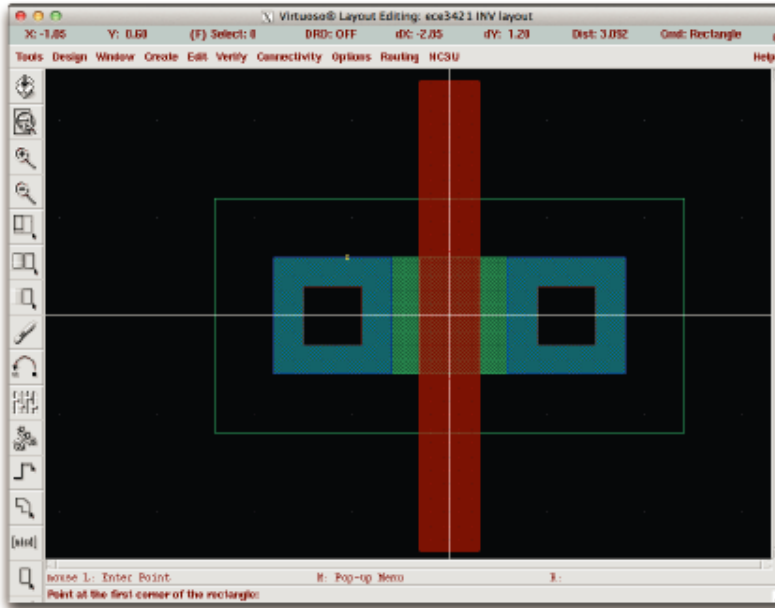 Virtuoso® Layout Editing: ece3421 INV layout
X: -1.05 Y: 0.60 (F) Select: 0 DRD: OFF dX: -2.85 dY: 1.20 Dist: 3.092 Cmd: Rectangle
Tools Design Window Create Edit Verify Connectivity Options Routing NCSU Help
mouse L: Enter Point M: Pop-up Menu R:
Point at the first corner of the rectangle: